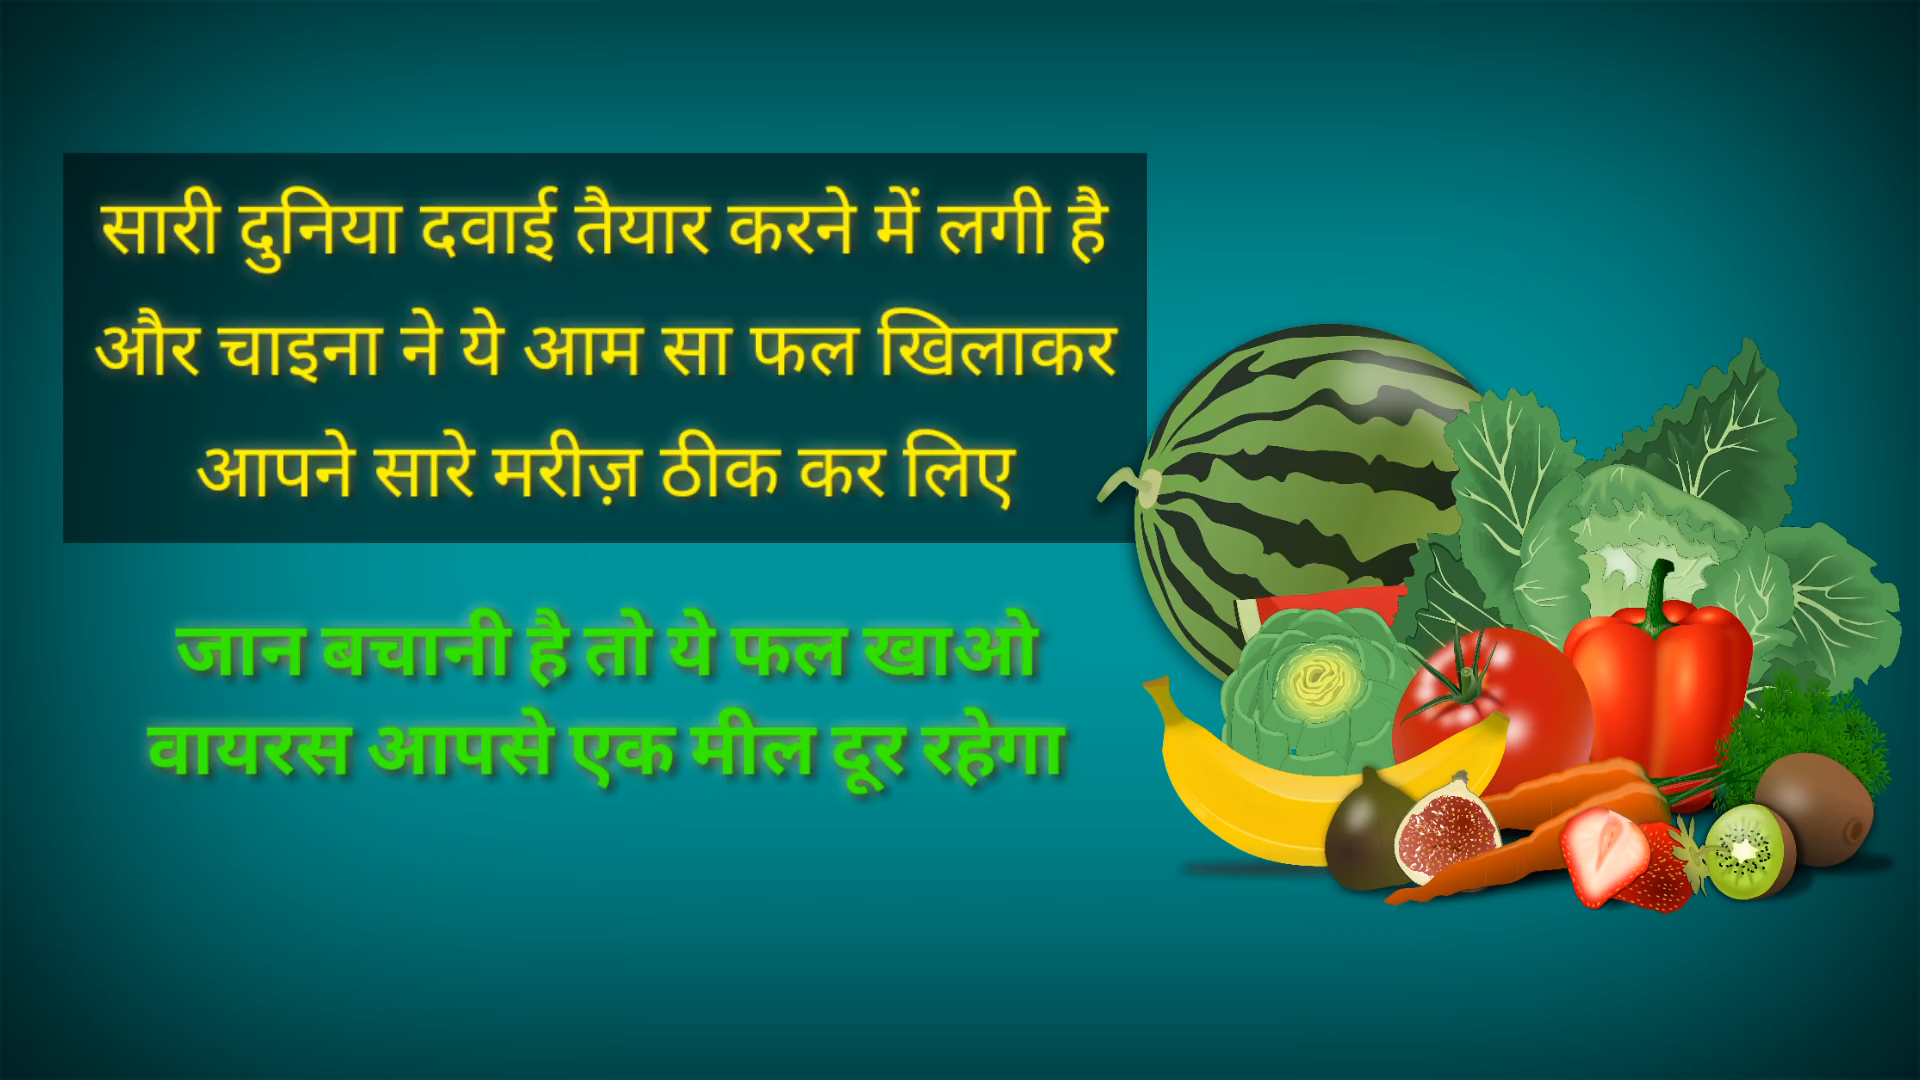 सारी दुनिया दवाई तैयार करने में लगी है
और चाइना ने ये आम सा फल खिलाकर
आपने सारे मरीज़ ठीक कर लिए
जान बचानी है तो ये फल खाओ
वायरस आपसे एक मील दूर रहेगा